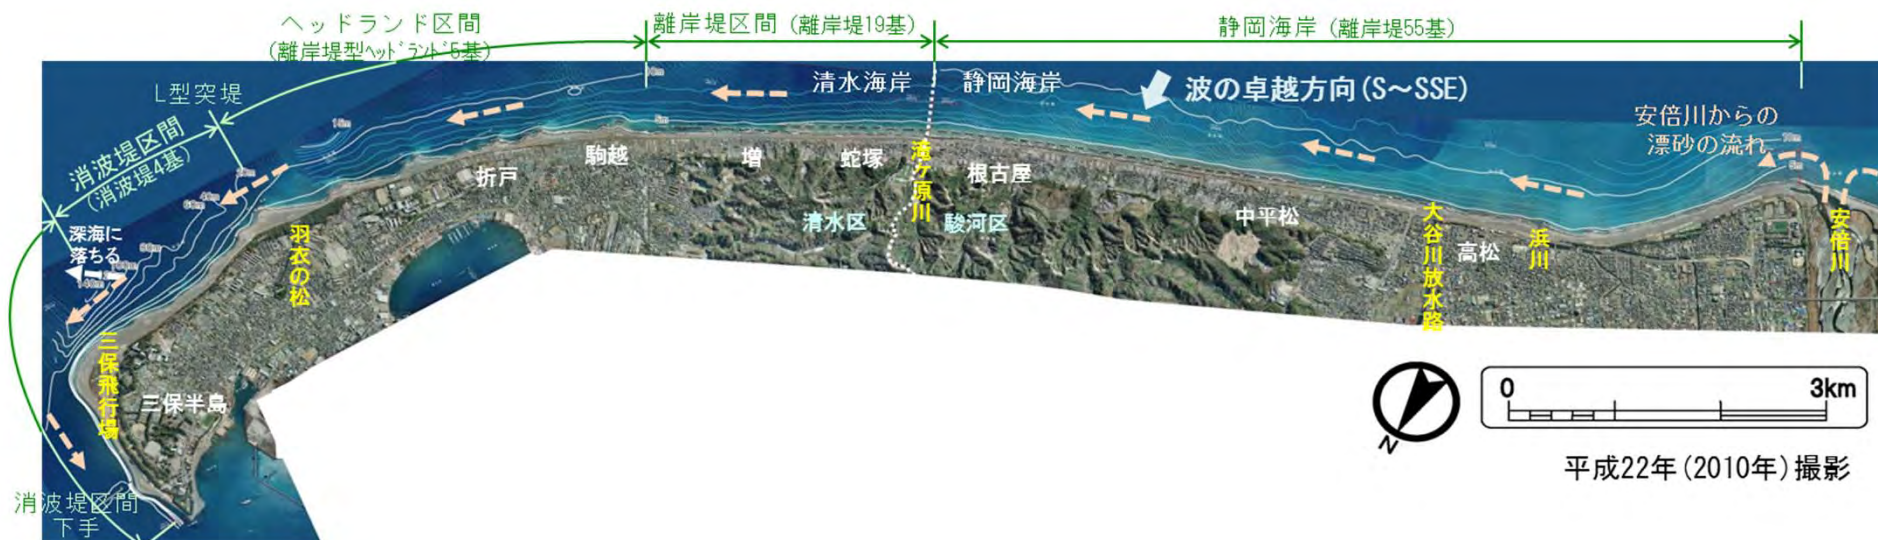 ヘッドランド区間
(離岸堤型ヘッドランド5基)
離岸堤区間 (離岸堤19基)
静岡海岸 (離岸堤55基)
L型突堤
消波堤区間
(消波堤4基)
清水海岸
静岡海岸
波の卓越方向(S~SSE)
安倍川からの
漂砂の流れ
深海に
落ちる
折戸
駒越
増
蛇塚
滝ケ原川
根古屋
清水区
駿河区
中平松
大谷川放水路
高松
浜川
安倍川
羽衣の松
三保飛行場
三保半島
消波堤区間
下手
N
0
3km
平成22年(2010年)撮影